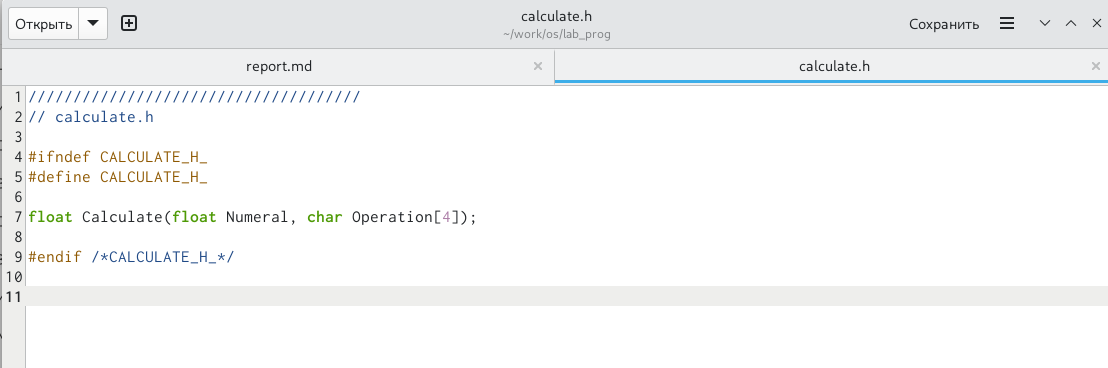 Открыть
calculate.h
~/work/os/lab_prog
Сохранить
report.md
calculate.h
1 /////////////////////////////////////
2 // calculate.h
3
4 #ifndef CALCULATE_H_
5 #define CALCULATE_H_
6
7 float Calculate(float Numeral, char Operation[4]);
8
9 #endif /*CALCULATE_H_*/
10
11